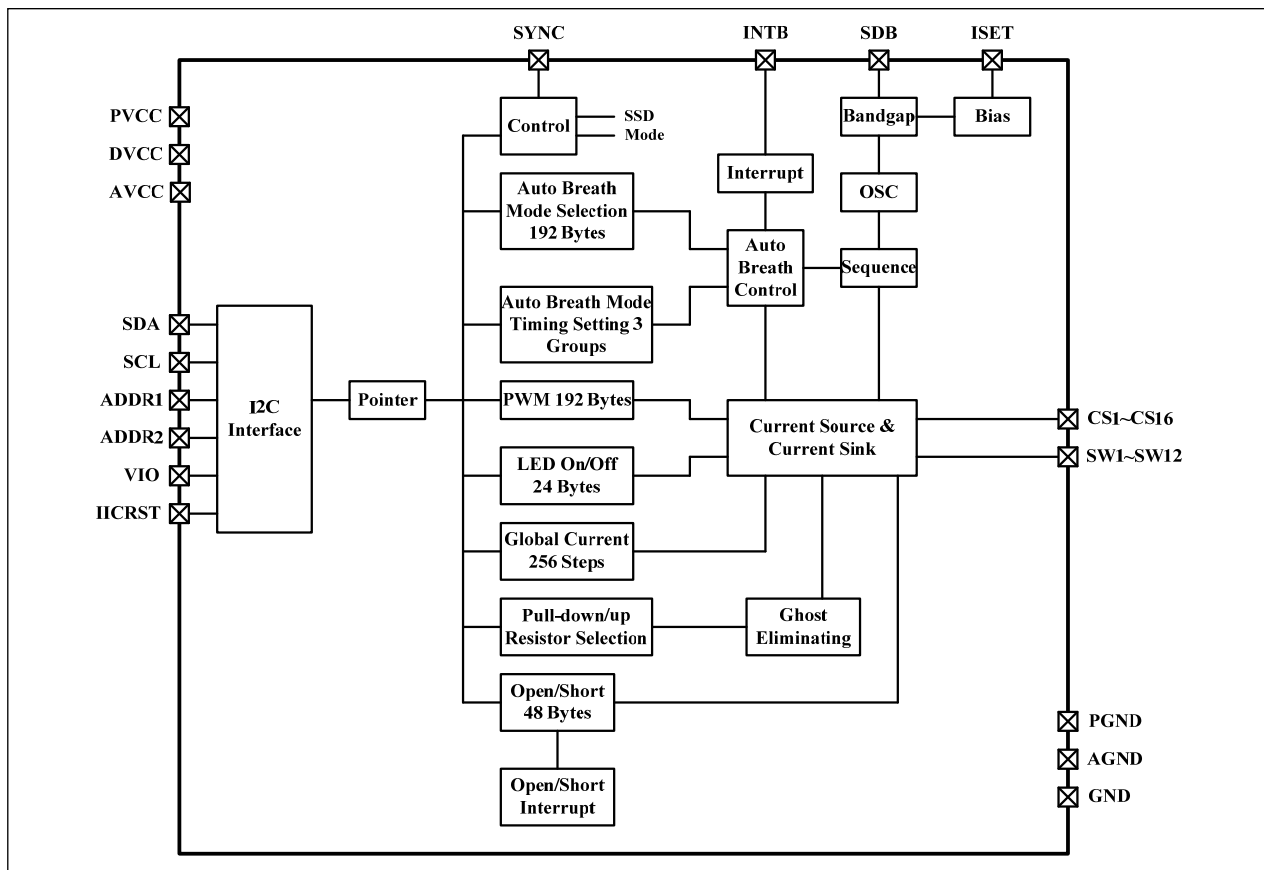 SYNC
INTB
SDB
ISET
PVCC
DVCC
AVCC
Control
SSD
Mode
Bandgap
Bias
Interrupt
Auto Breath
Mode Selection
192 Bytes
OSC
Auto
Breath
Control
Sequence
Auto Breath Mode
Timing Setting 3
Groups
SDA
SCL
ADDR1
ADDR2
VIO
IICRST
I2C
Interface
Pointer
PWM 192 Bytes
Current Source &
Current Sink
CS1~CS16
SW1~SW12
LED On/Off
24 Bytes
Global Current
256 Steps
Pull-down/up
Resistor Selection
Ghost
Eliminating
Open/Short
48 Bytes
Open/Short
Interrupt
PGND
AGND
GND